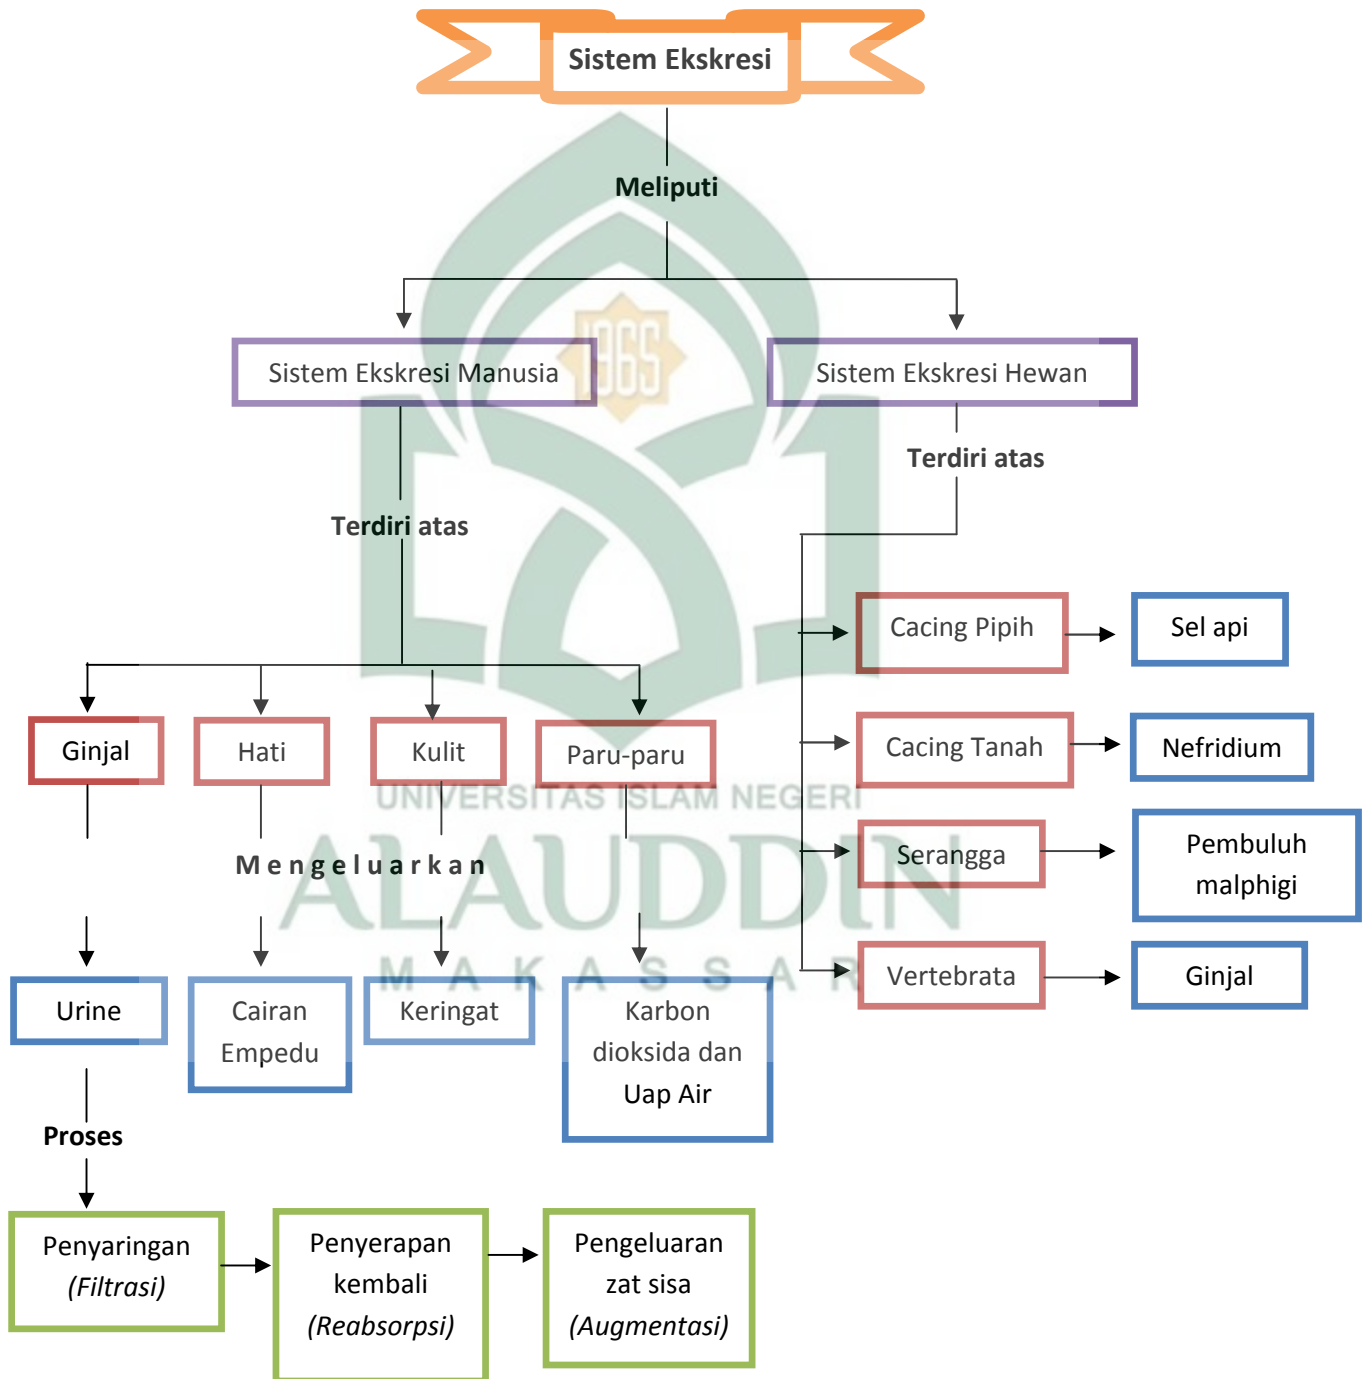 Sistem Ekskresi
Meliputi
1965
Sistem Ekskresi Manusia
Sistem Ekskresi Hewan
Terdiri atas
Terdiri atas
Cacing Pipih
Sel api
Ginjal
Hati
Kulit
Paru-paru
Cacing Tanah
Nefridium
UNIVERSITAS ISLAM NEGERI
ALAUDDIN
MAKASSAR
Mengeluarkan
Serangga
Pembuluh
malphigi
Vertebrata
Ginjal
Urine
Cairan
Empedu
Keringat
Karbon
dioksida dan
Uap Air
Proses
Penyaringan
(Filtrasi)
Penyerapan
kembali
(Reabsorpsi)
Pengeluaran
zat sisa
(Augmentasi)